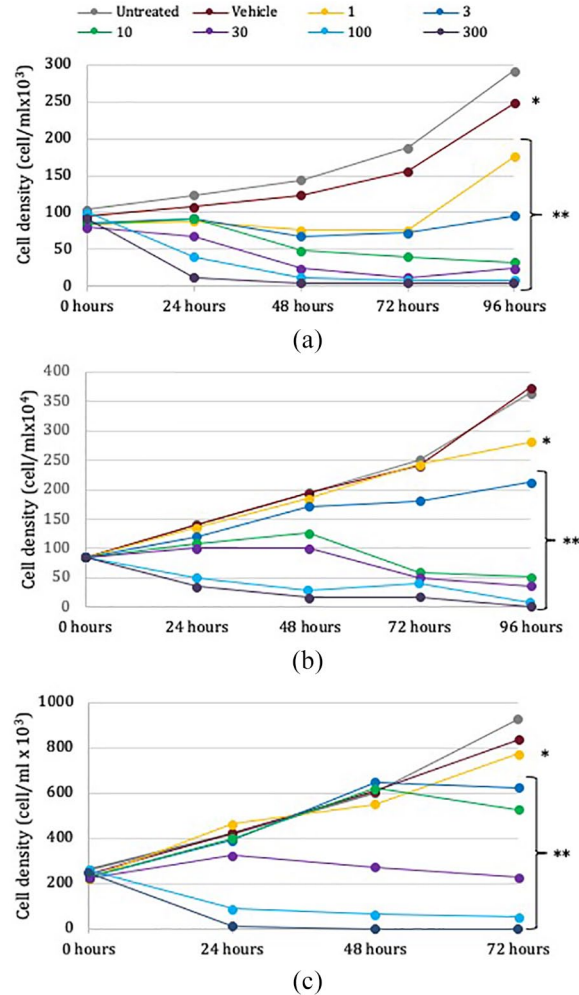 Untreated Vehicle 1 3
10 30 100 300
Cell density (cell/mlx10³)
300
250
200
150
100
50
0
*
**
0 hours 24 hours 48 hours 72 hours 96 hours
(a)
Cell density (cell/mlx10⁴)
400
350
300
250
200
150
100
50
0
*
**
0 hours 24 hours 48 hours 72 hours 96 hours
(b)
Cell density (cell/ml x 10³)
1000
800
600
400
200
0
*
**
0 hours 24 hours 48 hours 72 hours
(c)